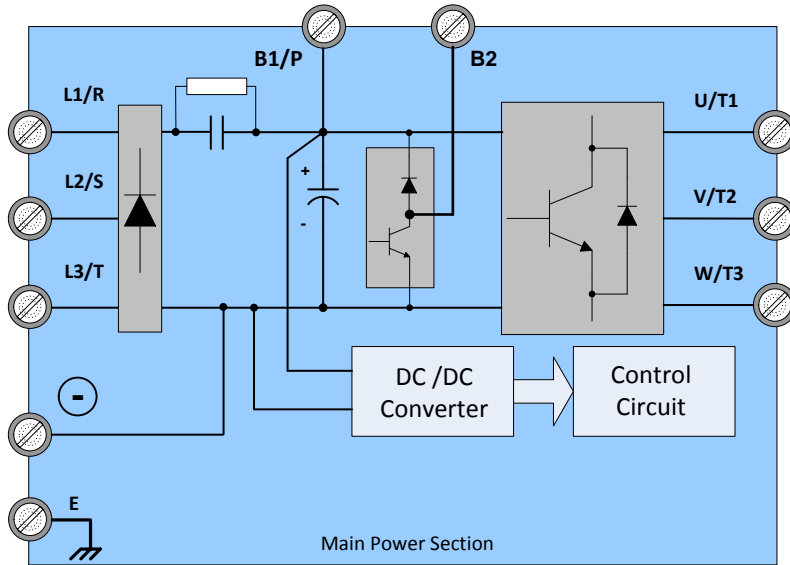 B1/P
B2
L1/R
U/T1
L2/S
V/T2
L3/T
W/T3
+
-
DC /DC
Converter
Control
Circuit
-
E
Main Power Section